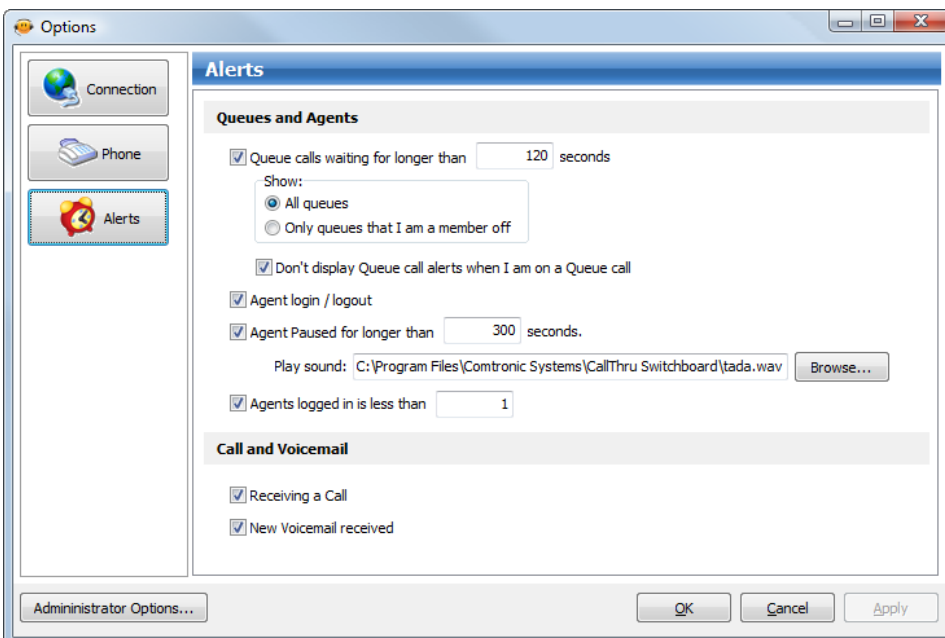 Options
Connection
Phone
Alerts
Alerts
Queues and Agents
Queue calls waiting for longer than 120 seconds
Show:
All queues
Only queues that I am a member off
Don't display Queue call alerts when I am on a Queue call
Agent login / logout
Agent Paused for longer than 300 seconds.
Play sound: C:\Program Files\Comtronic Systems\CallThru Switchboard\tada.wav Browse...
Agents logged in is less than 1
Call and Voicemail
Receiving a Call
New Voicemail received
Admininistrator Options... OK Cancel Apply